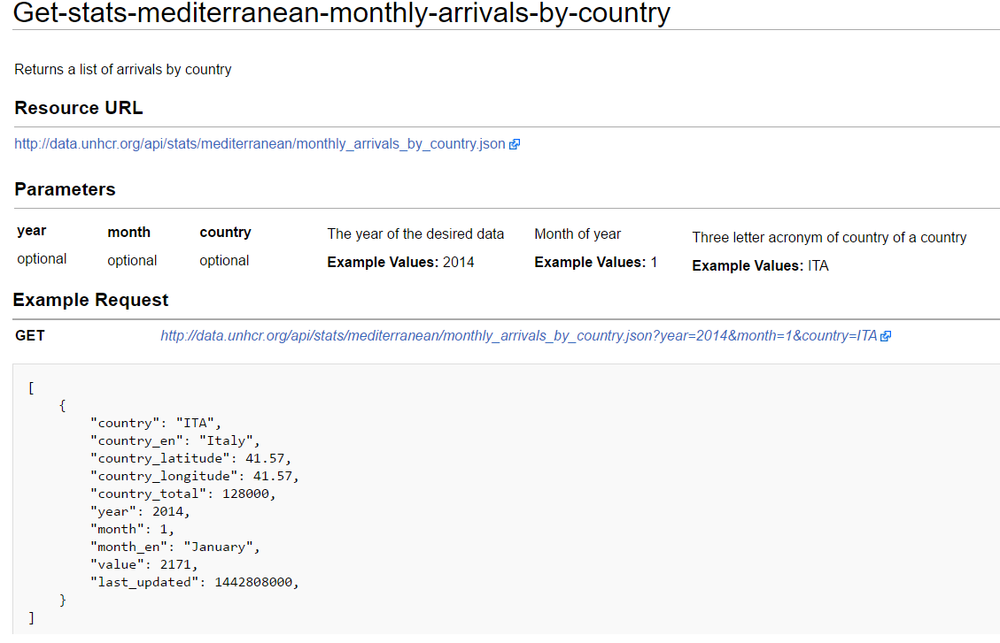 Get-stats-mediterranean-monthly-arrivals-by-country
Returns a list of arrivals by country
Resource URL
http://data.unhcr.org/api/stats/mediterranean/monthly_arrivals_by_country.json
Parameters
year month country The year of the desired data Month of year Three letter acronym of country of a country
optional optional optional Example Values: 2014 Example Values: 1 Example Values: ITA
Example Request
GET http://data.unhcr.org/api/stats/mediterranean/monthly_arrivals_by_country.json?year=2014&month=1&country=ITA
[
{
"country": "ITA",
"country_en": "Italy",
"country_latitude": 41.57,
"country_longitude": 41.57,
"country_total": 128000,
"year": 2014,
"month": 1,
"month_en": "January",
"value": 2171,
"last_updated": 1442808000,
}
]